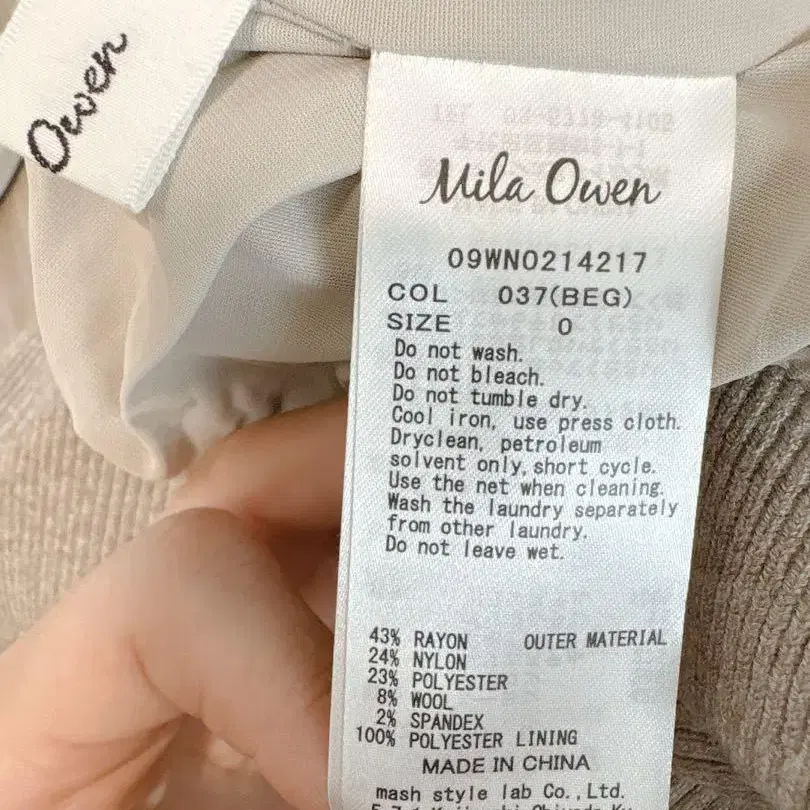 Owen
Mila Owen
09WN0214217
COL 037(BEG)
SIZE 0
Do not wash.
Do not bleach.
Do not tumble dry.
Cool iron, use press cloth.
Dryclean, petroleum
solvent only, short cycle.
Use the net when cleaning.
Wash the laundry separately
from other laundry.
Do not leave wet.
43% RAYON OUTER MATERIAL
24% NYLON
23% POLYESTER
8% WOOL
2% SPANDEX
100% POLYESTER LINING
MADE IN CHINA
mash style lab Co.,Ltd.